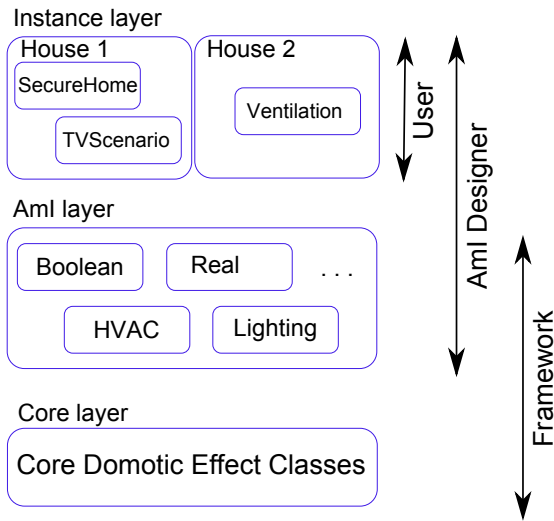 Instance layer
House 1
SecureHome
TVScenario
House 2
Ventilation
User
AmI Designer
AmI layer
Boolean
Real
. . .
HVAC
Lighting
Framework
Core layer
Core Domotic Effect Classes